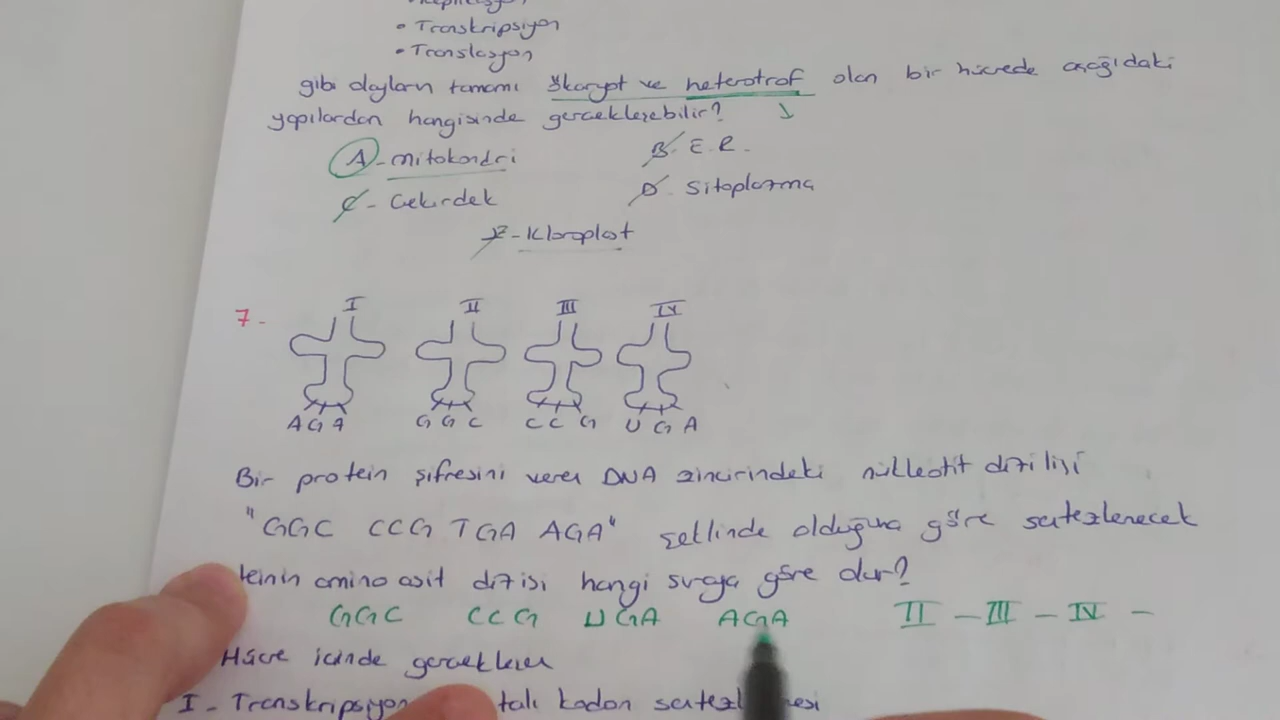 • Transkripsiyon
• Translasyon
gibi olayların tamamı ökaryot ve heterotrof olan bir hücrede aşağıdaki
yapılardan hangisinde gerçekleşebilir?
A - mitokondri
B. E.R.
C - Çekirdek
D. Sitoplazma
E - Kloroplast
7-
I II III IV
AGA GGC CCG UGA
Bir protein şifresini veren DNA zincirindeki nükleotit dizilişi
"GGC CCG TGA AGA" şeklinde olduğuna göre sentezlenecek
teinin amino asit dizisi hangi sıraya göre olur?
GGC CCG UGA AGA II - III - IV -
Hücre içinde gerçekleşen
I - Transkripsiyon kodon